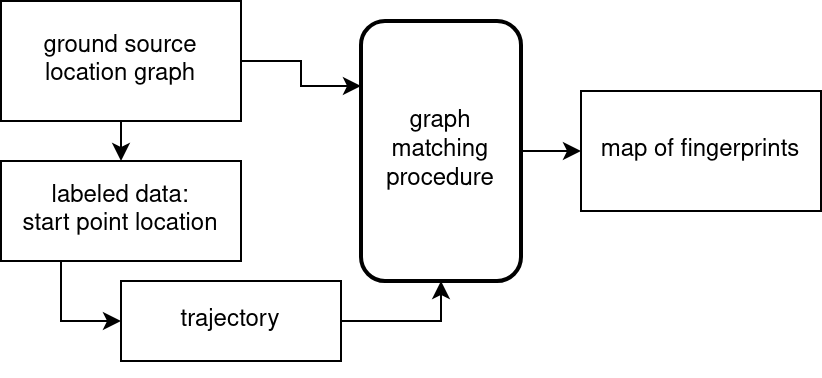 ground source
location graph
labeled data:
start point location
trajectory
graph
matching
procedure
map of fingerprints